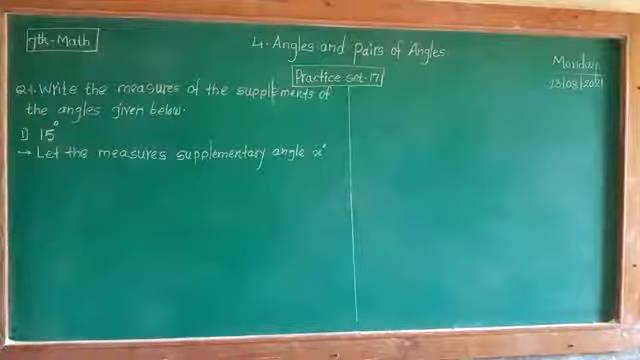 7th-Math
4. Angles and Pairs of Angles
Monday
23/08/2021
Practice set-17
Q.1. Write the measures of the supplements of
the angles given below.
i) 15°
→ Let the measures supplementary angle x°